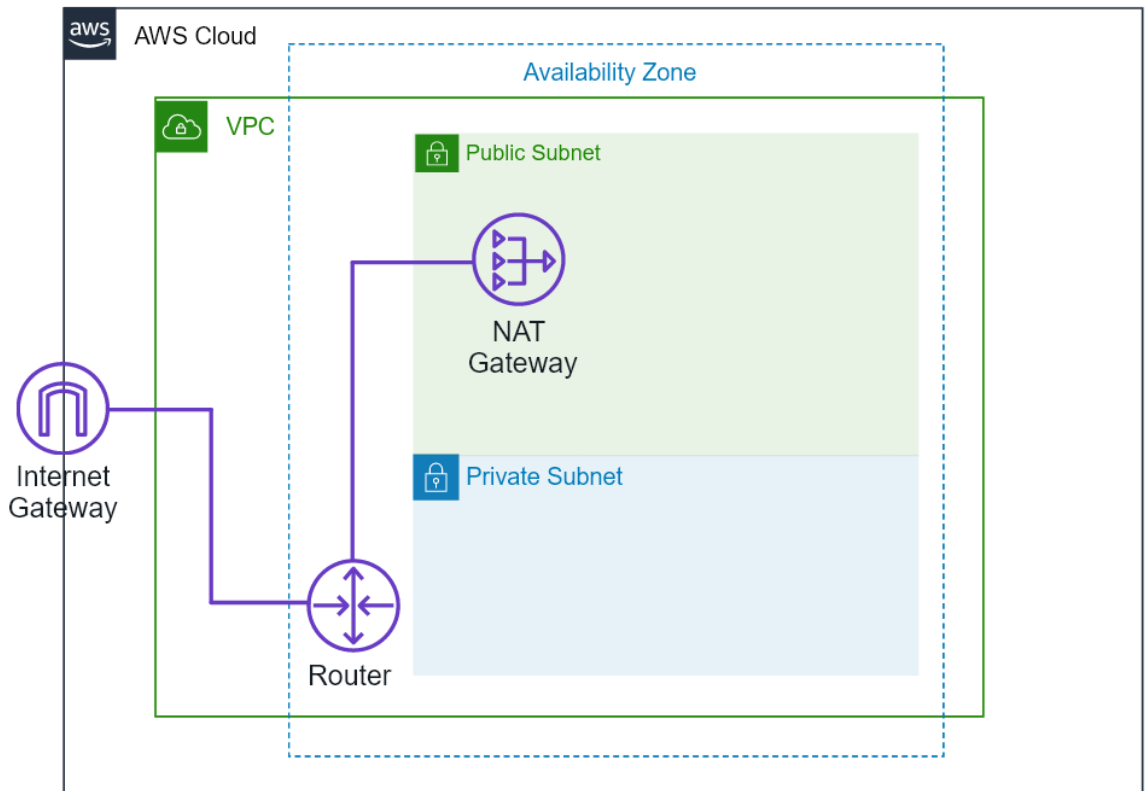 aws
AWS Cloud
Availability Zone
VPC
Public Subnet
NAT
Gateway
Internet
Gateway
Private Subnet
Router